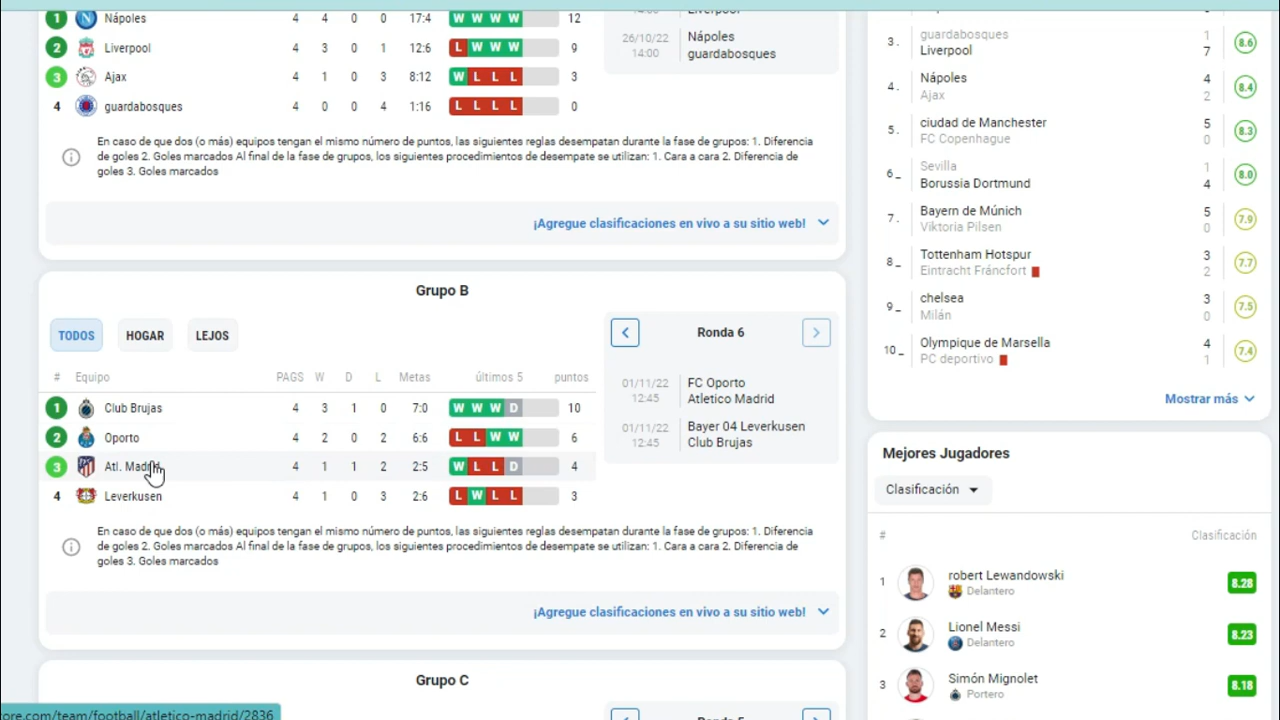 1 Nápoles 4 4 0 0 17:4 W W W W 12
2 Liverpool 4 3 0 1 12:6 L W W W 9
3 Ajax 4 1 0 3 8:12 W L L L 3
4 guardabosques 4 0 0 4 1:16 L L L L 0
En caso de que dos (o más) equipos tengan el mismo número de puntos, las siguientes reglas desempatan durante la fase de grupos: 1. Diferencia
de goles 2. Goles marcados Al final de la fase de grupos, los siguientes procedimientos de desempate se utilizan: 1. Cara a cara 2. Diferencia de
goles 3. Goles marcados
¡Agregue clasificaciones en vivo a su sitio web!
14:00 Liverpool
26/10/22 Nápoles
14:00 guardabosques
Grupo B
TODOS HOGAR LEJOS
# Equipo PAGS W D L Metas últimos 5 puntos
1 Club Brujas 4 3 1 0 7:0 W W W D 10
2 Oporto 4 2 0 2 6:6 L L W W 6
3 Atl. Madrid 4 1 1 2 2:5 W L L D 4
4 Leverkusen 4 1 0 3 2:6 L W L L 3
Ronda 6
01/11/22 FC Oporto
12:45 Atletico Madrid
01/11/22 Bayer 04 Leverkusen
12:45 Club Brujas
En caso de que dos (o más) equipos tengan el mismo número de puntos, las siguientes reglas desempatan durante la fase de grupos: 1. Diferencia
de goles 2. Goles marcados Al final de la fase de grupos, los siguientes procedimientos de desempate se utilizan: 1. Cara a cara 2. Diferencia de
goles 3. Goles marcados
¡Agregue clasificaciones en vivo a su sitio web!
Grupo C
Ronda 5
tore.com/team/football/atletico-madrid/2836
3. guardabosques 1 8.6
Liverpool 7
4. Nápoles 4 8.4
Ajax 2
5. ciudad de Manchester 5 8.3
FC Copenhague 0
6_ Sevilla 1 8.0
Borussia Dortmund 4
7. Bayern de Múnich 5 7.9
Viktoria Pilsen 0
8_ Tottenham Hotspur 3 7.7
Eintracht Fráncfort 2
9_ chelsea 3 7.5
Milán 0
10_ Olympique de Marsella 4 7.4
PC deportivo 1
Mostrar más
Mejores Jugadores
Clasificación
# Clasificación
1 robert Lewandowski 8.28
Delantero
2 Lionel Messi 8.23
Delantero
3 Simón Mignolet 8.18
Portero